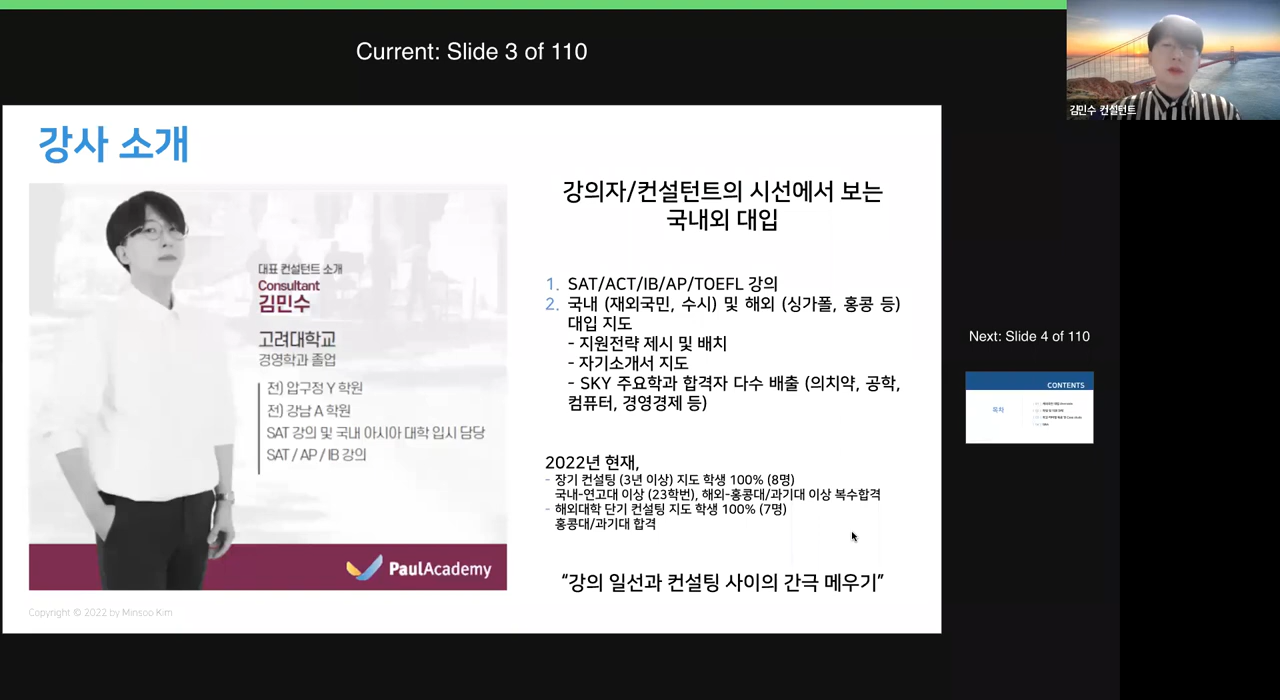 Current: Slide 3 of 110
김민수 컨설턴트
강사 소개
대표 컨설턴트 소개
Consultant
김민수
고려대학교
경영학과 졸업
전) 압구정 Y 학원
전) 강남 A 학원
SAT 강의 및 국내 아시아 대학 입시 담당
SAT / AP / IB 강의
PaulAcademy
Copyright © 2022 by Minsoo Kim
강의자/컨설턴트의 시선에서 보는
국내외 대입
1. SAT/ACT/IB/AP/TOEFL 강의
2. 국내 (재외국민, 수시) 및 해외 (싱가폴, 홍콩 등)
대입 지도
- 지원전략 제시 및 배치
- 자기소개서 지도
- SKY 주요학과 합격자 다수 배출 (의치약, 공학,
컴퓨터, 경영경제 등)
2022년 현재,
- 장기 컨설팅 (3년 이상) 지도 학생 100% (8명)
국내-연고대 이상 (23학번), 해외-홍콩대/과기대 이상 복수합격
- 해외대학 단기 컨설팅 지도 학생 100% (7명)
홍콩대/과기대 합격
“강의 일선과 컨설팅 사이의 간극 메우기”
Next: Slide 4 of 110
CONTENTS
목차